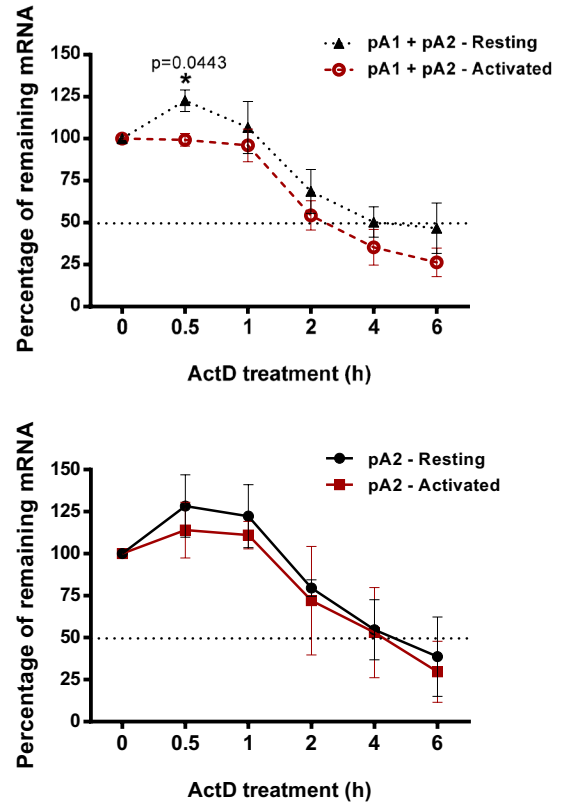 pA1 + pA2 - Resting
pA1 + pA2 - Activated
p=0.0443
*
Percentage of remaining mRNA
150
125
100
75
50
25
0
0 0.5 1 2 4 6
ActD treatment (h)
pA2 - Resting
pA2 - Activated
Percentage of remaining mRNA
150
125
100
75
50
25
0
0 0.5 1 2 4 6
ActD treatment (h)